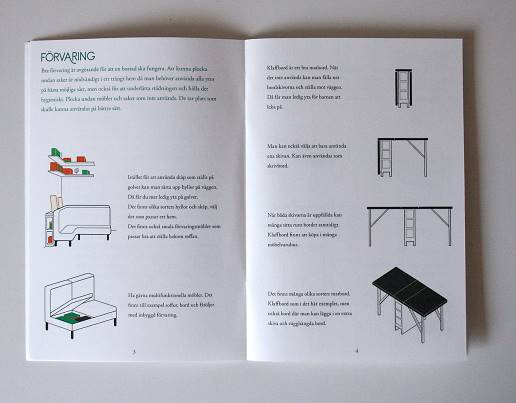 FÖRVARING
Bra förvaring är avgörande för att en bostad ska fungera. Att kunna plocka
undan saker är nödvändigt i ett trångt hem då man behöver använda alla ytor
på bästa möjliga sätt, men också för att underlätta städningen och hålla det
hygieniskt. Plocka undan möbler och saker som inte används. De tar plats som
skulle kunna användas på bättre sätt.
Istället för att använda skåp som ställs på
golvet kan man sätta upp hyllor på väggen.
Då får du mer ledig yta på golvet.
Det finns olika sorters hyllor och skåp, välj
det som passar ert hem.
Det finns också smala förvaringsmöbler som
passar bra att ställa bakom soffan.
Ha gärna multifunktionella möbler. Det
finns till exempel soffor, bord och fåtöljer
med inbyggd förvaring.
3
Klaffbord är ett bra matbord. När
det inte används kan man fälla ner
bordsskivorna och ställa mot väggen.
Då får man mer ledig yta för barnen att
leka på.
Man kan också välja att bara använda
ena skivan. Kan även användas som
skrivbord.
När båda skivorna är uppfällda kan
många sitta runt bordet samtidigt.
Klaffbord finns att köpa i många
möbelvaruhus.
Det finns många olika sorters matbord.
Klaffbord som i det här exemplet, men
också bord där man kan lägga i en extra
skiva och vägghängda bord.
4